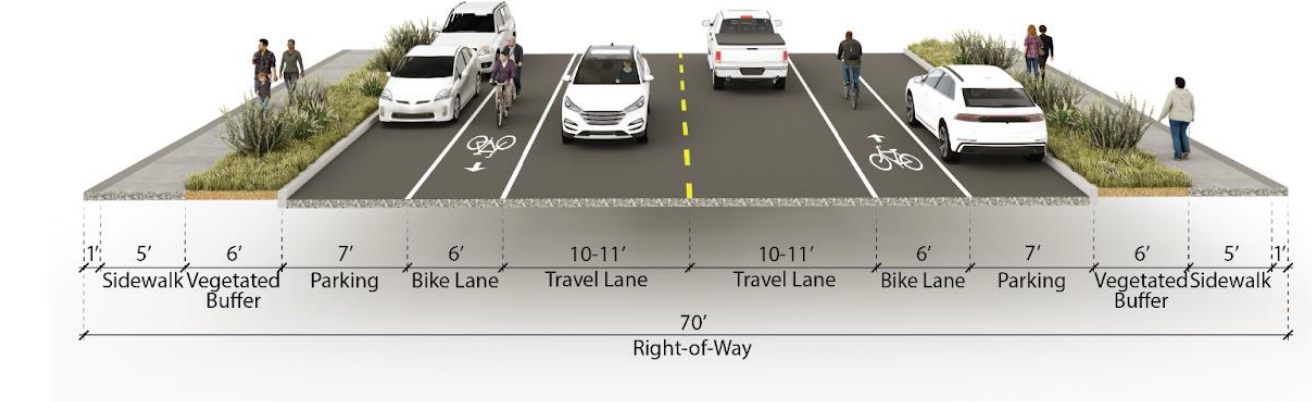 1' 5' 6' 7' 6' 10-11' 10-11' 6' 7' 6' 5' 1'
Sidewalk Vegetated Parking Bike Lane Travel Lane Travel Lane Bike Lane Parking Vegetated Sidewalk
Buffer Buffer
70'
Right-of-Way